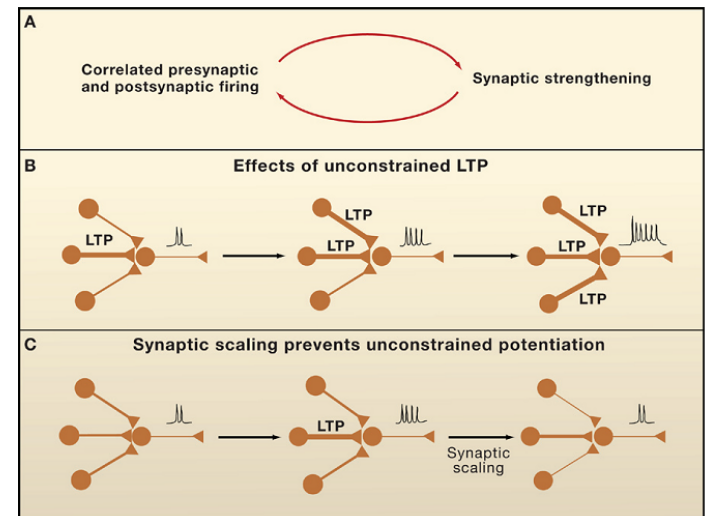 A
Correlated presynaptic
and postsynaptic firing
Synaptic strengthening
B
Effects of unconstrained LTP
LTP
LTP
LTP
LTP
LTP
LTP
C
Synaptic scaling prevents unconstrained potentiation
LTP
Synaptic
scaling